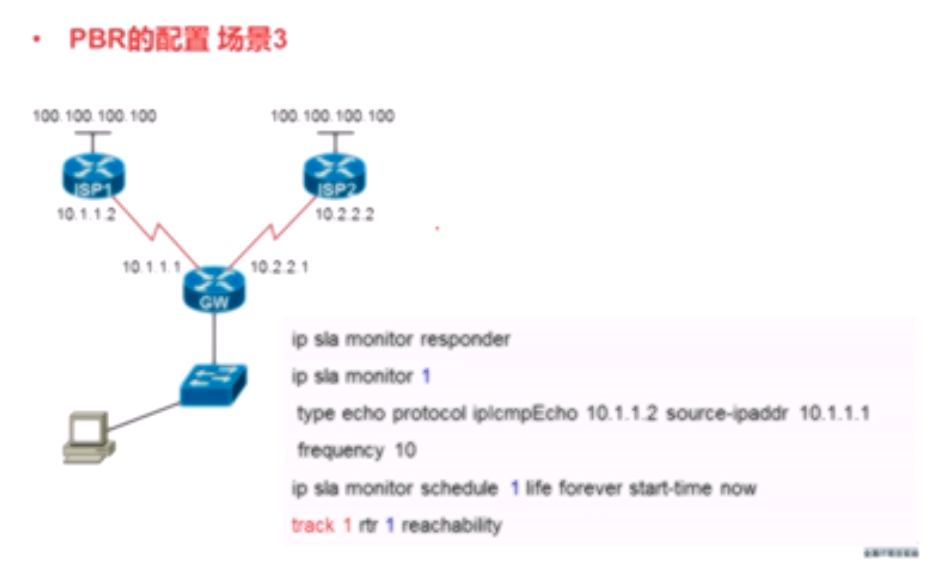 • PBR的配置 场景3
100.100.100.100
100.100.100.100
ISP1
ISP2
10.1.1.2
10.2.2.2
10.1.1.1
10.2.2.1
GW
ip sla monitor responder
ip sla monitor 1
type echo protocol ipIcmpEcho 10.1.1.2 source-ipaddr 10.1.1.1
frequency 10
ip sla monitor schedule 1 life forever start-time now
track 1 rtr 1 reachability